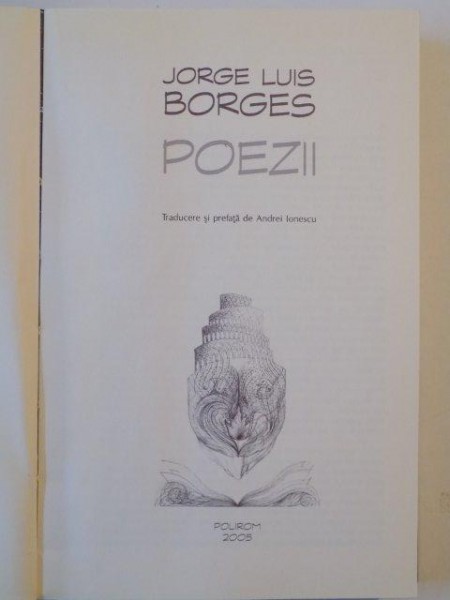 JORGE LUIS
BORGES
POEZII
Traducere şi prefaţă de Andrei Ionescu
POLIROM
2005